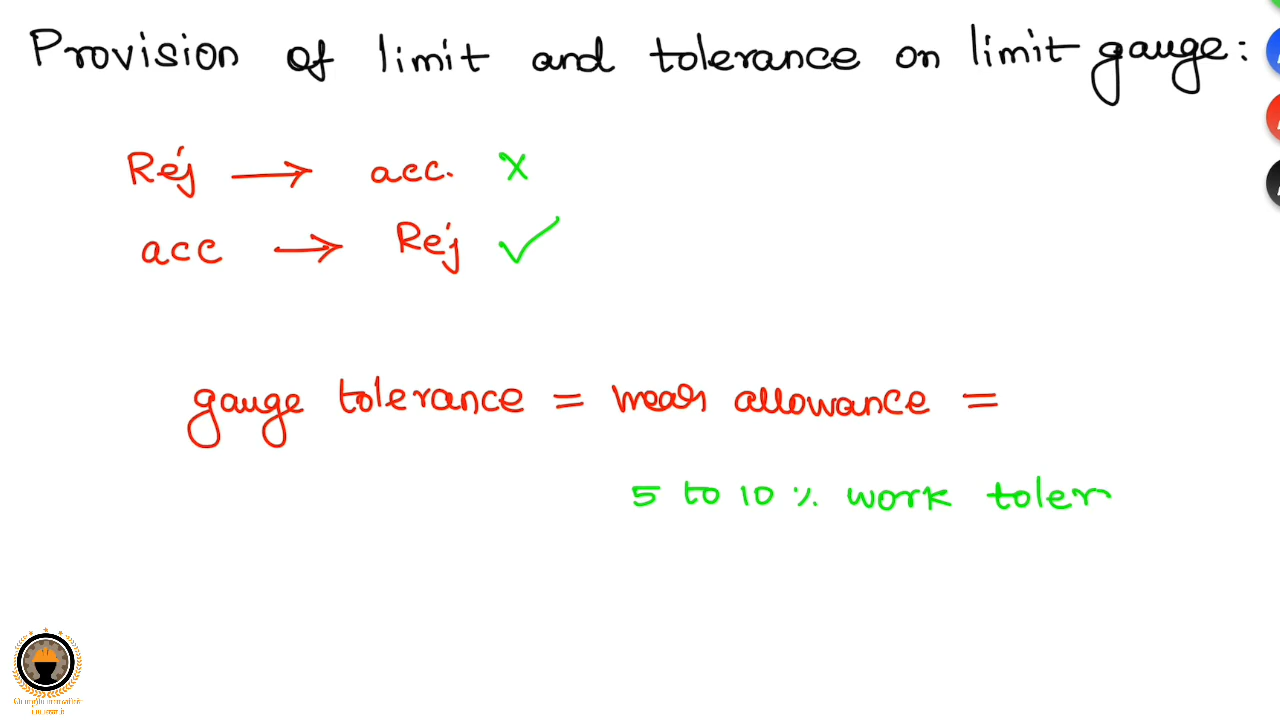 Provision of limit and tolerance on limit gauge:
Rej → acc. ×
acc → Rej ✓
gauge tolerance = wear allowance =
5 to 10 % work toler